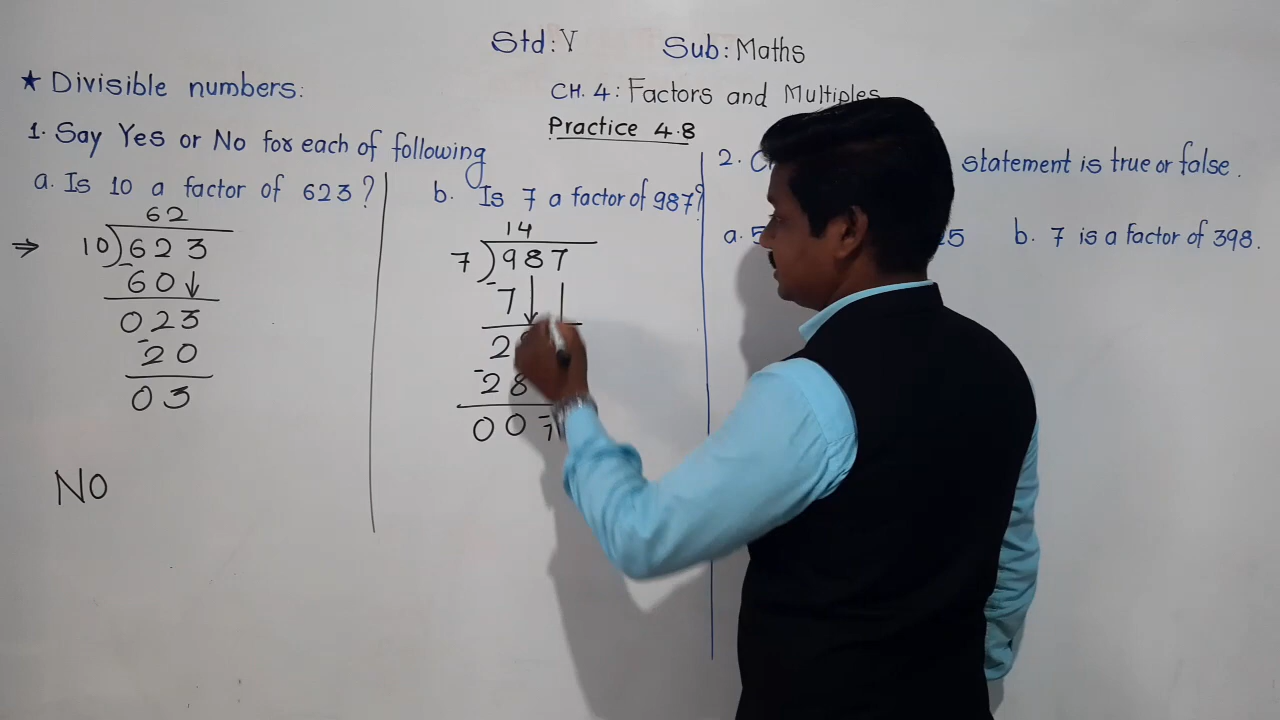 Std: V Sub: Maths
★ Divisible numbers:
CH. 4: Factors and Multiples
Practice 4.8
1. Say Yes or No for each of following
a. Is 10 a factor of 623?
62
10)623
-60↓
023
-20
03
NO
b. Is 7 a factor of 987?
14
7)987
-7
2
-28
007
2. statement is true or false.
a. 5
b. 7 is a factor of 398.